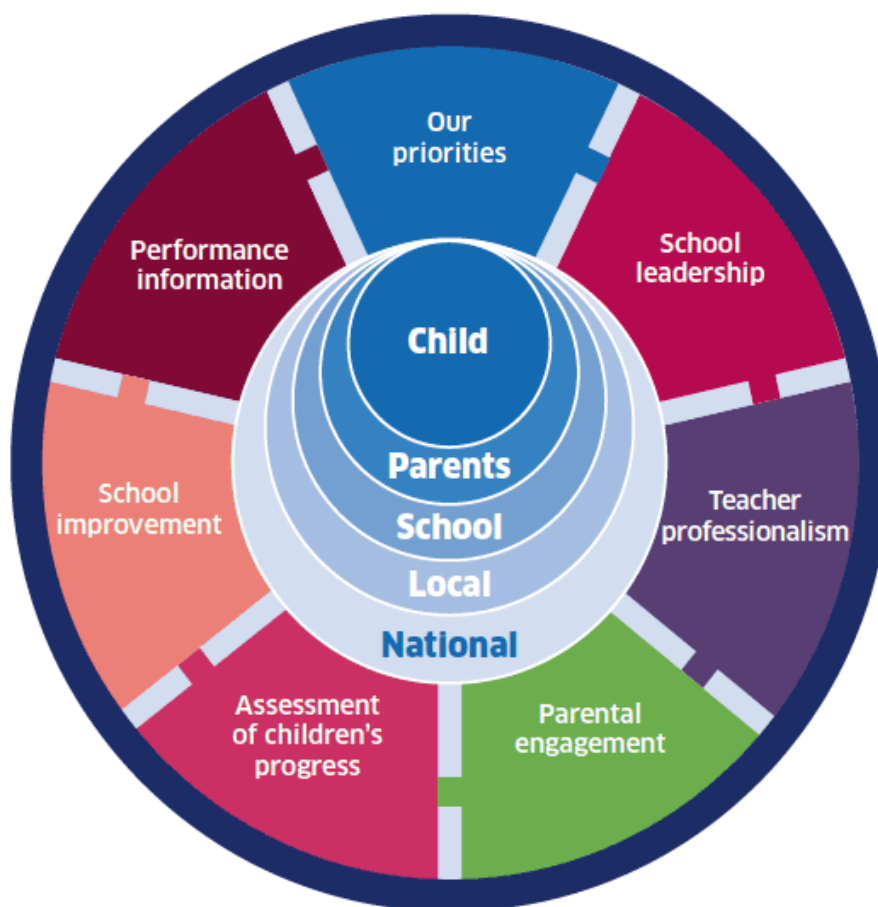 Our
priorities
School
leadership
Teacher
professionalism
Parental
engagement
Assessment
of children's
progress
School
improvement
Performance
information
Child
Parents
School
Local
National